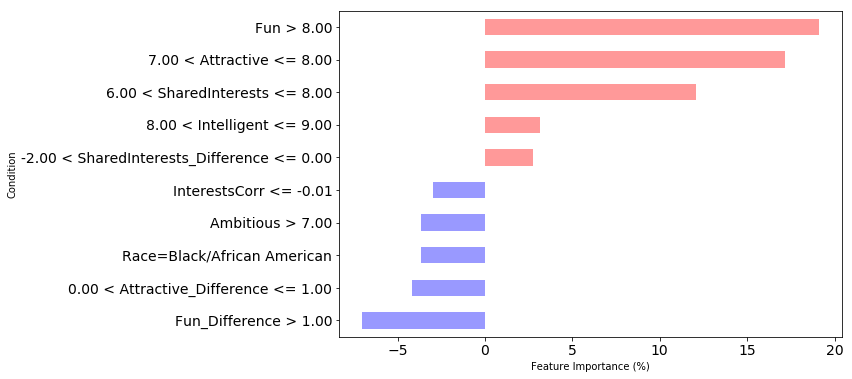 Fun > 8.00
7.00 < Attractive <= 8.00
6.00 < SharedInterests <= 8.00
8.00 < Intelligent <= 9.00
-2.00 < SharedInterests_Difference <= 0.00
InterestsCorr <= -0.01
Ambitious > 7.00
Race=Black/African American
0.00 < Attractive_Difference <= 1.00
Fun_Difference > 1.00
Condition
−5 0 5 10 15 20
Feature Importance (%)